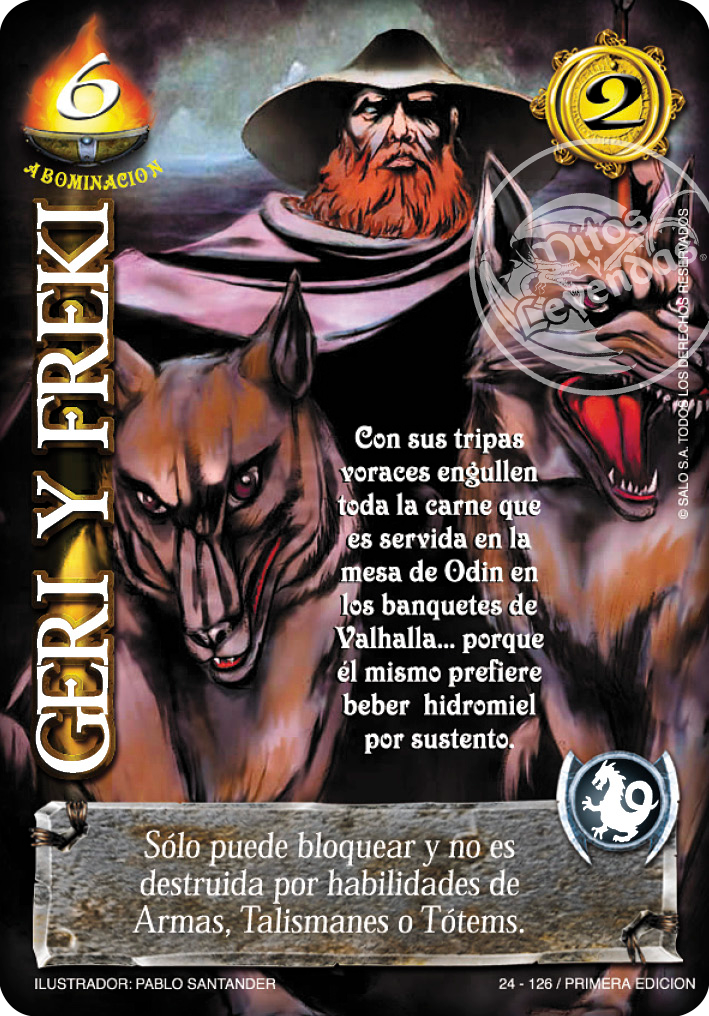 6
ABOMINACION
2
GERI Y FREKI
Mitos
y
Leyendas
®
© SALO S.A. TODOS LOS DERECHOS RESERVADOS
Con sus tripas
voraces engullen
toda la carne que
es servida en la
mesa de Odin en
los banquetes de
Valhalla... porque
él mismo prefiere
beber hidromiel
por sustento.
Sólo puede bloquear y no es
destruida por habilidades de
Armas, Talismanes o Tótems.
ILUSTRADOR: PABLO SANTANDER
24 - 126 / PRIMERA EDICION